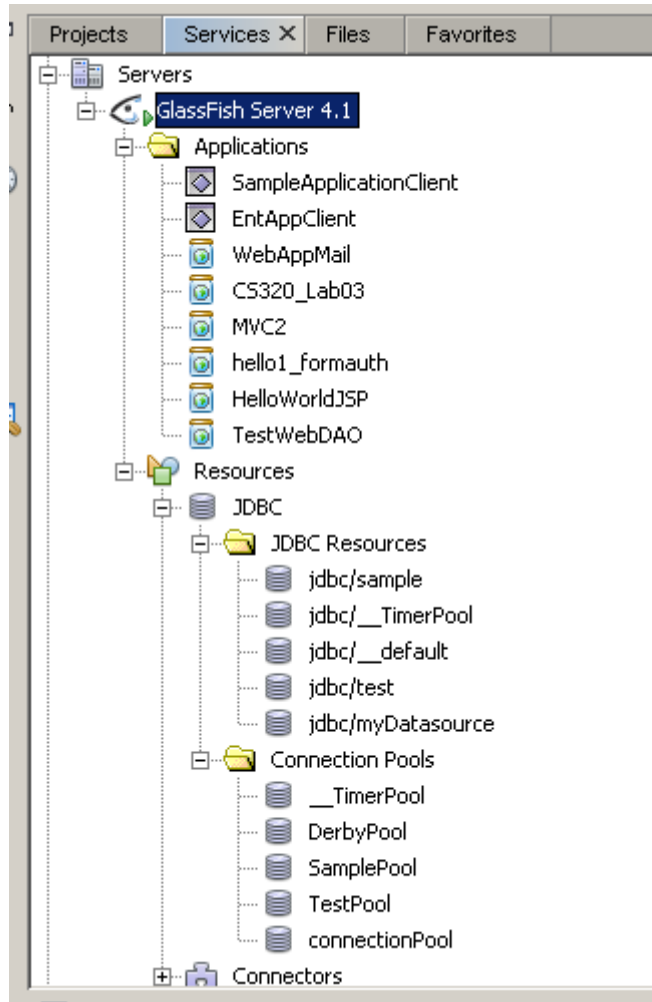 Projects Services X Files Favorites
Servers
GlassFish Server 4.1
Applications
SampleApplicationClient
EntAppClient
WebAppMail
CS320_Lab03
MVC2
hello1_formauth
HelloWorldJSP
TestWebDAO
Resources
JDBC
JDBC Resources
jdbc/sample
jdbc/__TimerPool
jdbc/__default
jdbc/test
jdbc/myDatasource
Connection Pools
__TimerPool
DerbyPool
SamplePool
TestPool
connectionPool
Connectors